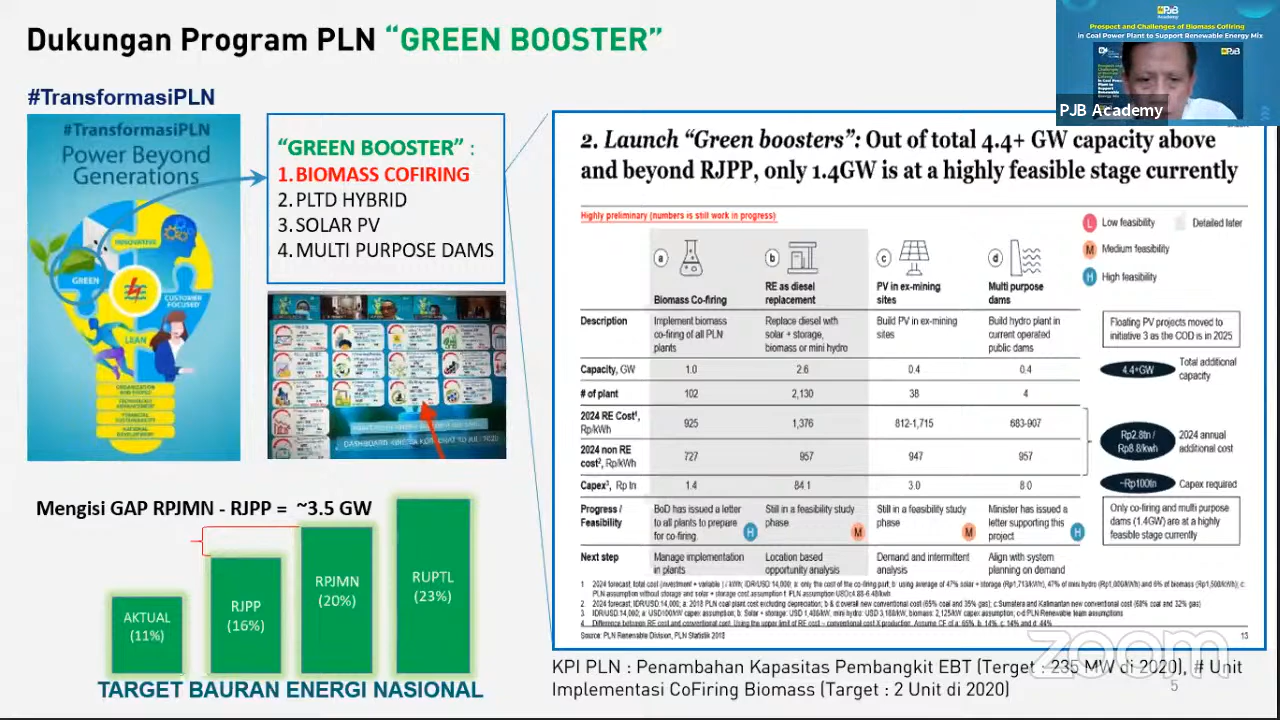 Dukungan Program PLN “GREEN BOOSTER”
PJB
Academy
Prospect and Challenges of Biomass Cofiring
in Coal Power Plant to Support Renewable Energy Mix
PJB Academy
#TransformasiPLN
#TransformasiPLN
Power Beyond
Generations
INNOVATIVE
GREEN
CUSTOMER
FOCUSED
LEAN
“GREEN BOOSTER” :
1. BIOMASS COFIRING
2. PLTD HYBRID
3. SOLAR PV
4. MULTI PURPOSE DAMS
2. Launch “Green boosters”: Out of total 4.4+ GW capacity above
and beyond RJPP, only 1.4GW is at a highly feasible stage currently
Highly preliminary (numbers is still work in progress)
L Low feasibility Detailed later
M Medium feasibility
H High feasibility
a b c d
Biomass Co-firing RE as diesel replacement PV in ex-mining sites Multi purpose dams
Description Implement biomass co-firing of all PLN plants Replace diesel with solar + storage, biomass or mini hydro Build PV in ex-mining sites Build hydro plant in current operated public dams
Floating PV projects moved to
initiative 3 as the COD is in 2025
Capacity, GW 1.0 2.6 0.4 0.4
4.4+GW Total additional capacity
# of plant 102 2,130 38 4
2024 RE Cost¹, Rp/kWh 925 1,376 812-1,715 683-907
2024 non RE cost², Rp/kWh 727 957 947 957
Rp2.8tn / Rp8.8/kwh 2024 annual additional cost
Capex³, Rp tn 1.4 84.1 3.0 8.0
~Rp100tn Capex required
Progress / Feasibility BoD has issued a letter to all plants to prepare for co-firing. H Still in a feasibility study phase M Still in a feasibility study phase M Minister has issued a letter supporting this project H
Only co-firing and multi purpose
dams (1.4GW) are at a highly
feasible stage currently
Next step Manage implementation in plants Location based opportunity analysis Demand and intermittent analysis Align with system planning on demand
Source: PLN Renewable Division, PLN Statistik 2018
13
Mengisi GAP RPJMN - RJPP = ~3.5 GW
AKTUAL
(11%)
RJPP
(16%)
RPJMN
(20%)
RUPTL
(23%)
TARGET BAURAN ENERGI NASIONAL
KPI PLN : Penambahan Kapasitas Pembangkit EBT (Target : 235 MW di 2020), # Unit
Implementasi CoFiring Biomass (Target : 2 Unit di 2020)
zoom
5